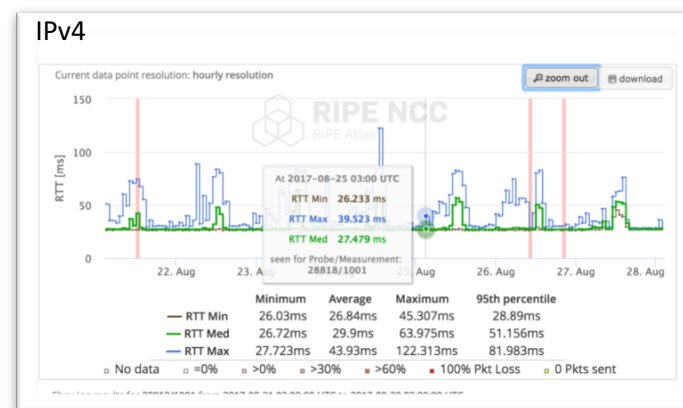 IPv4
Current data point resolution: hourly resolution
zoom out
download
150
100
50
0
RTT [ms]
RIPE NCC
RIPE Atlas
At 2017-08-25 03:00 UTC
RTT Min 26.233 ms
RTT Max 39.523 ms
RTT Med 27.479 ms
seen for Probe/Measurement:
28818/1001
22. Aug 23. A 25. Aug 26. Aug 27. Aug 28. Aug
Minimum Average Maximum 95th percentile
RTT Min 26.03ms 26.84ms 45.307ms 28.89ms
RTT Med 26.72ms 29.9ms 63.975ms 51.156ms
RTT Max 27.723ms 43.93ms 122.313ms 81.983ms
No data =0% >0% >30% >60% 100% Pkt Loss 0 Pkts sent